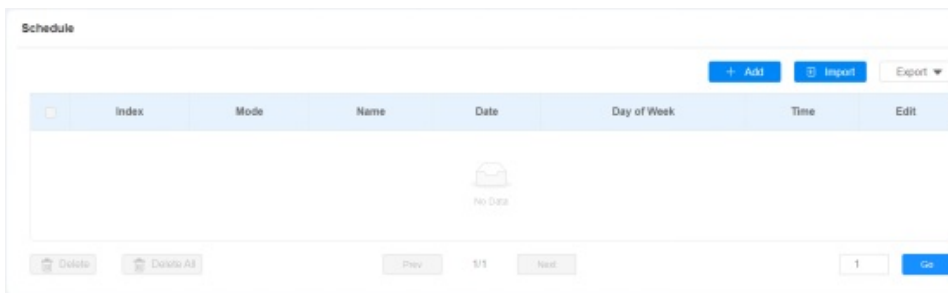 Schedule
+ Add Import Export
Index Mode Name Date Day of Week Time Edit
No Data
Delete Delete All Prev 1/1 Next 1 Go